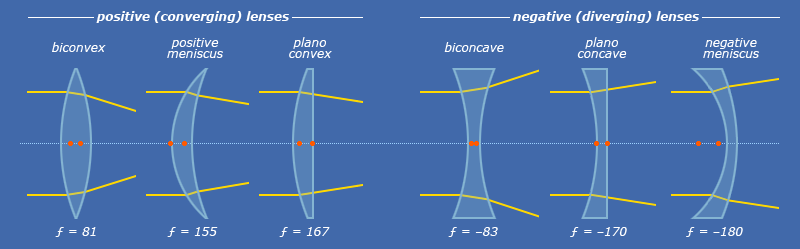 positive (converging) lenses
negative (diverging) lenses
biconvex
positive
meniscus
plano
convex
biconcave
plano
concave
negative
meniscus
ƒ = 81
ƒ = 155
ƒ = 167
ƒ = –83
ƒ = –170
ƒ = –180